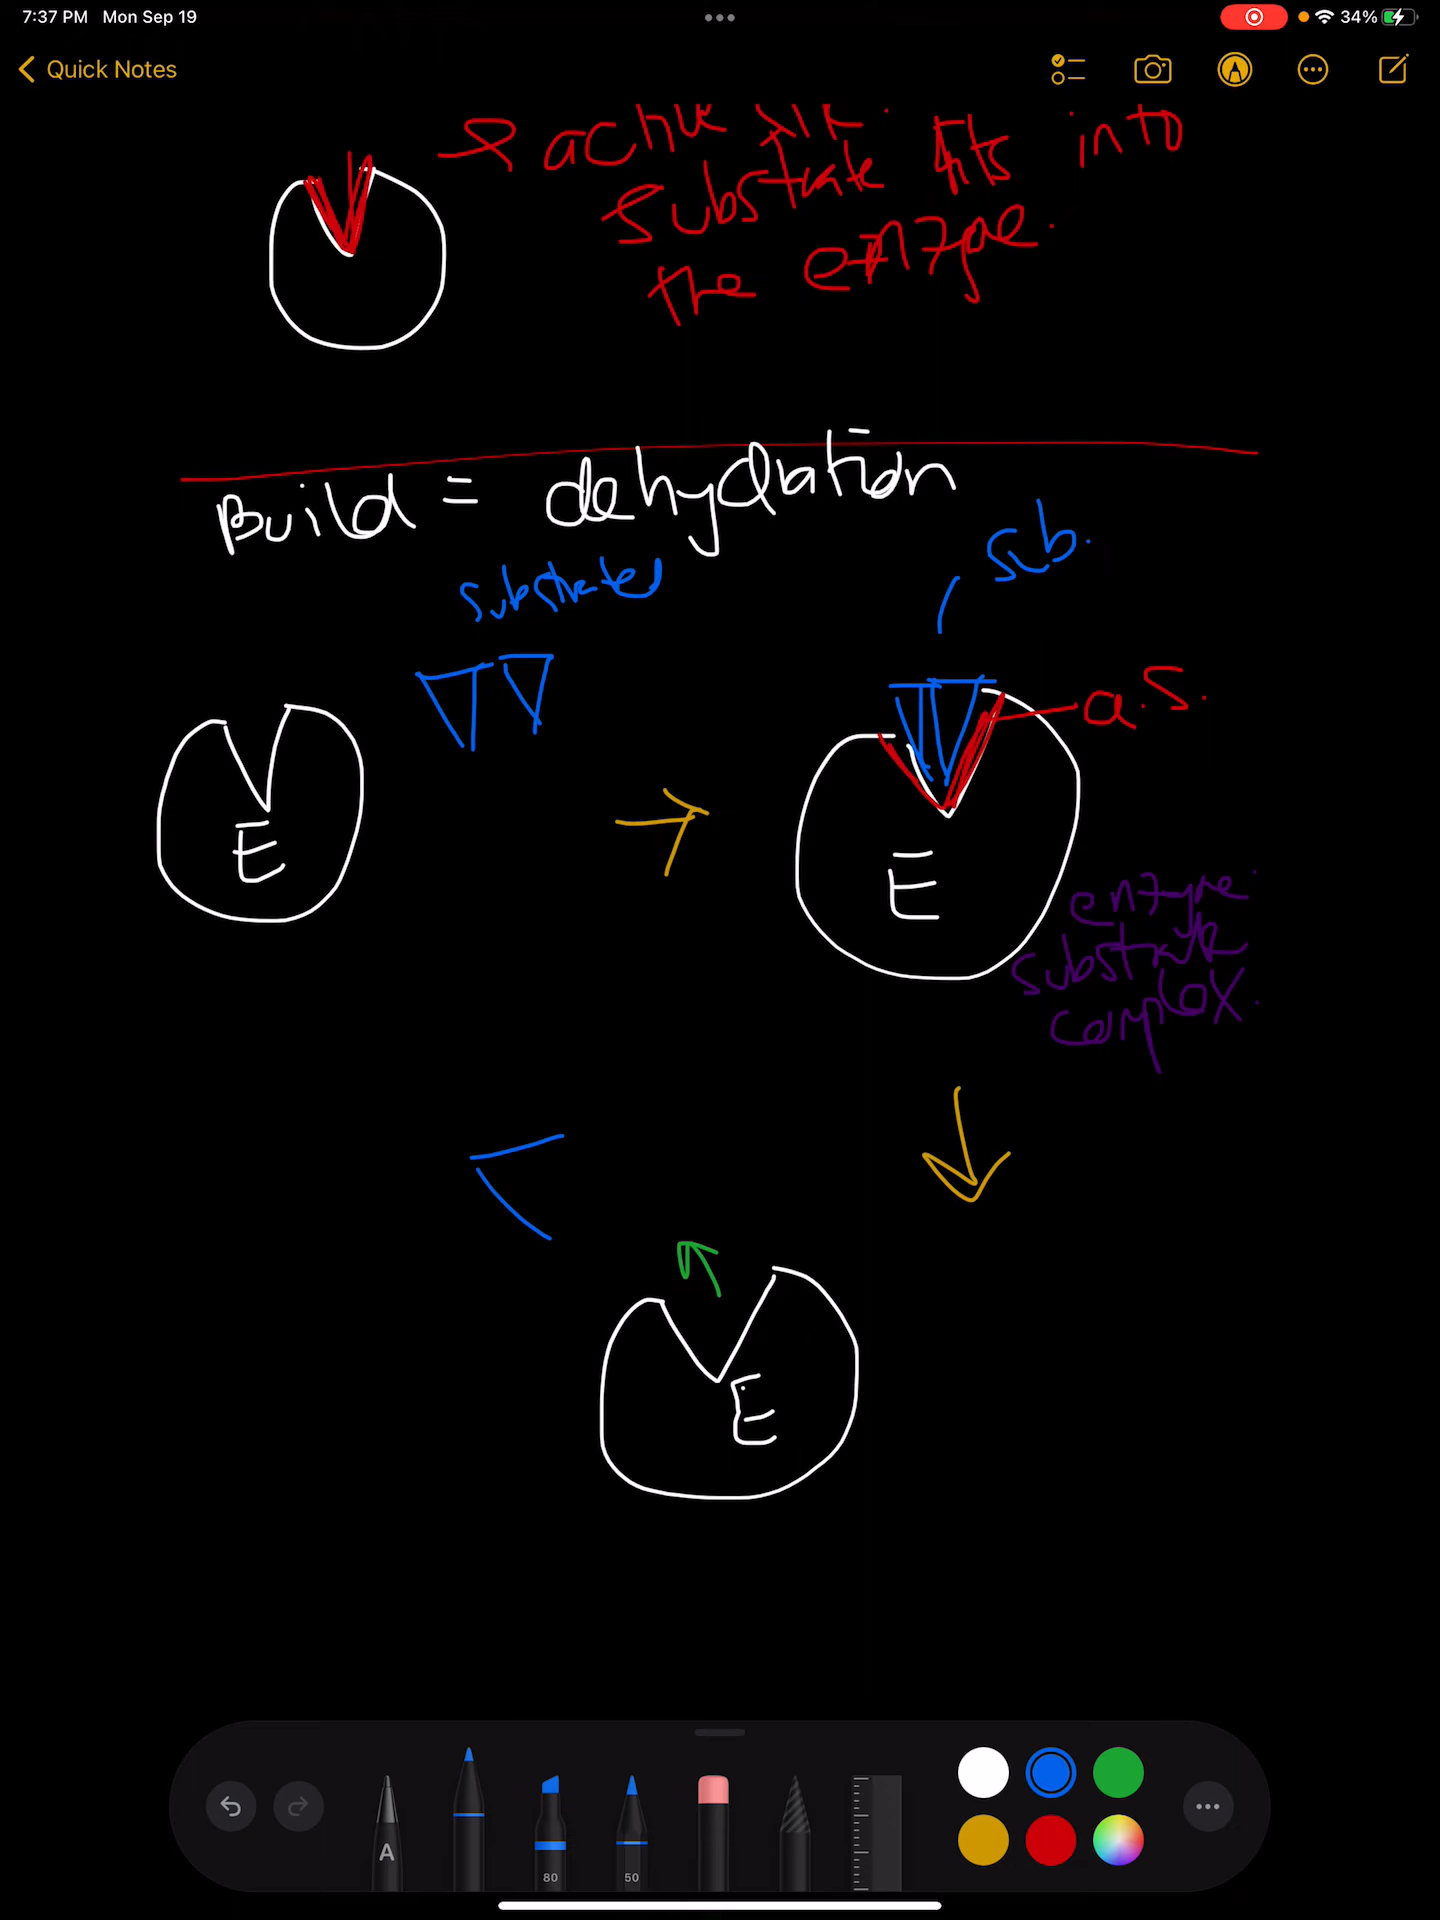 7:37 PM Mon Sep 19
34%
Quick Notes
active site.
substrate fits into
the enzyme.
Build = dehydration
substrates
sub.
a.s.
E
E
enzyme
substrate
complex.
E
A
80
50